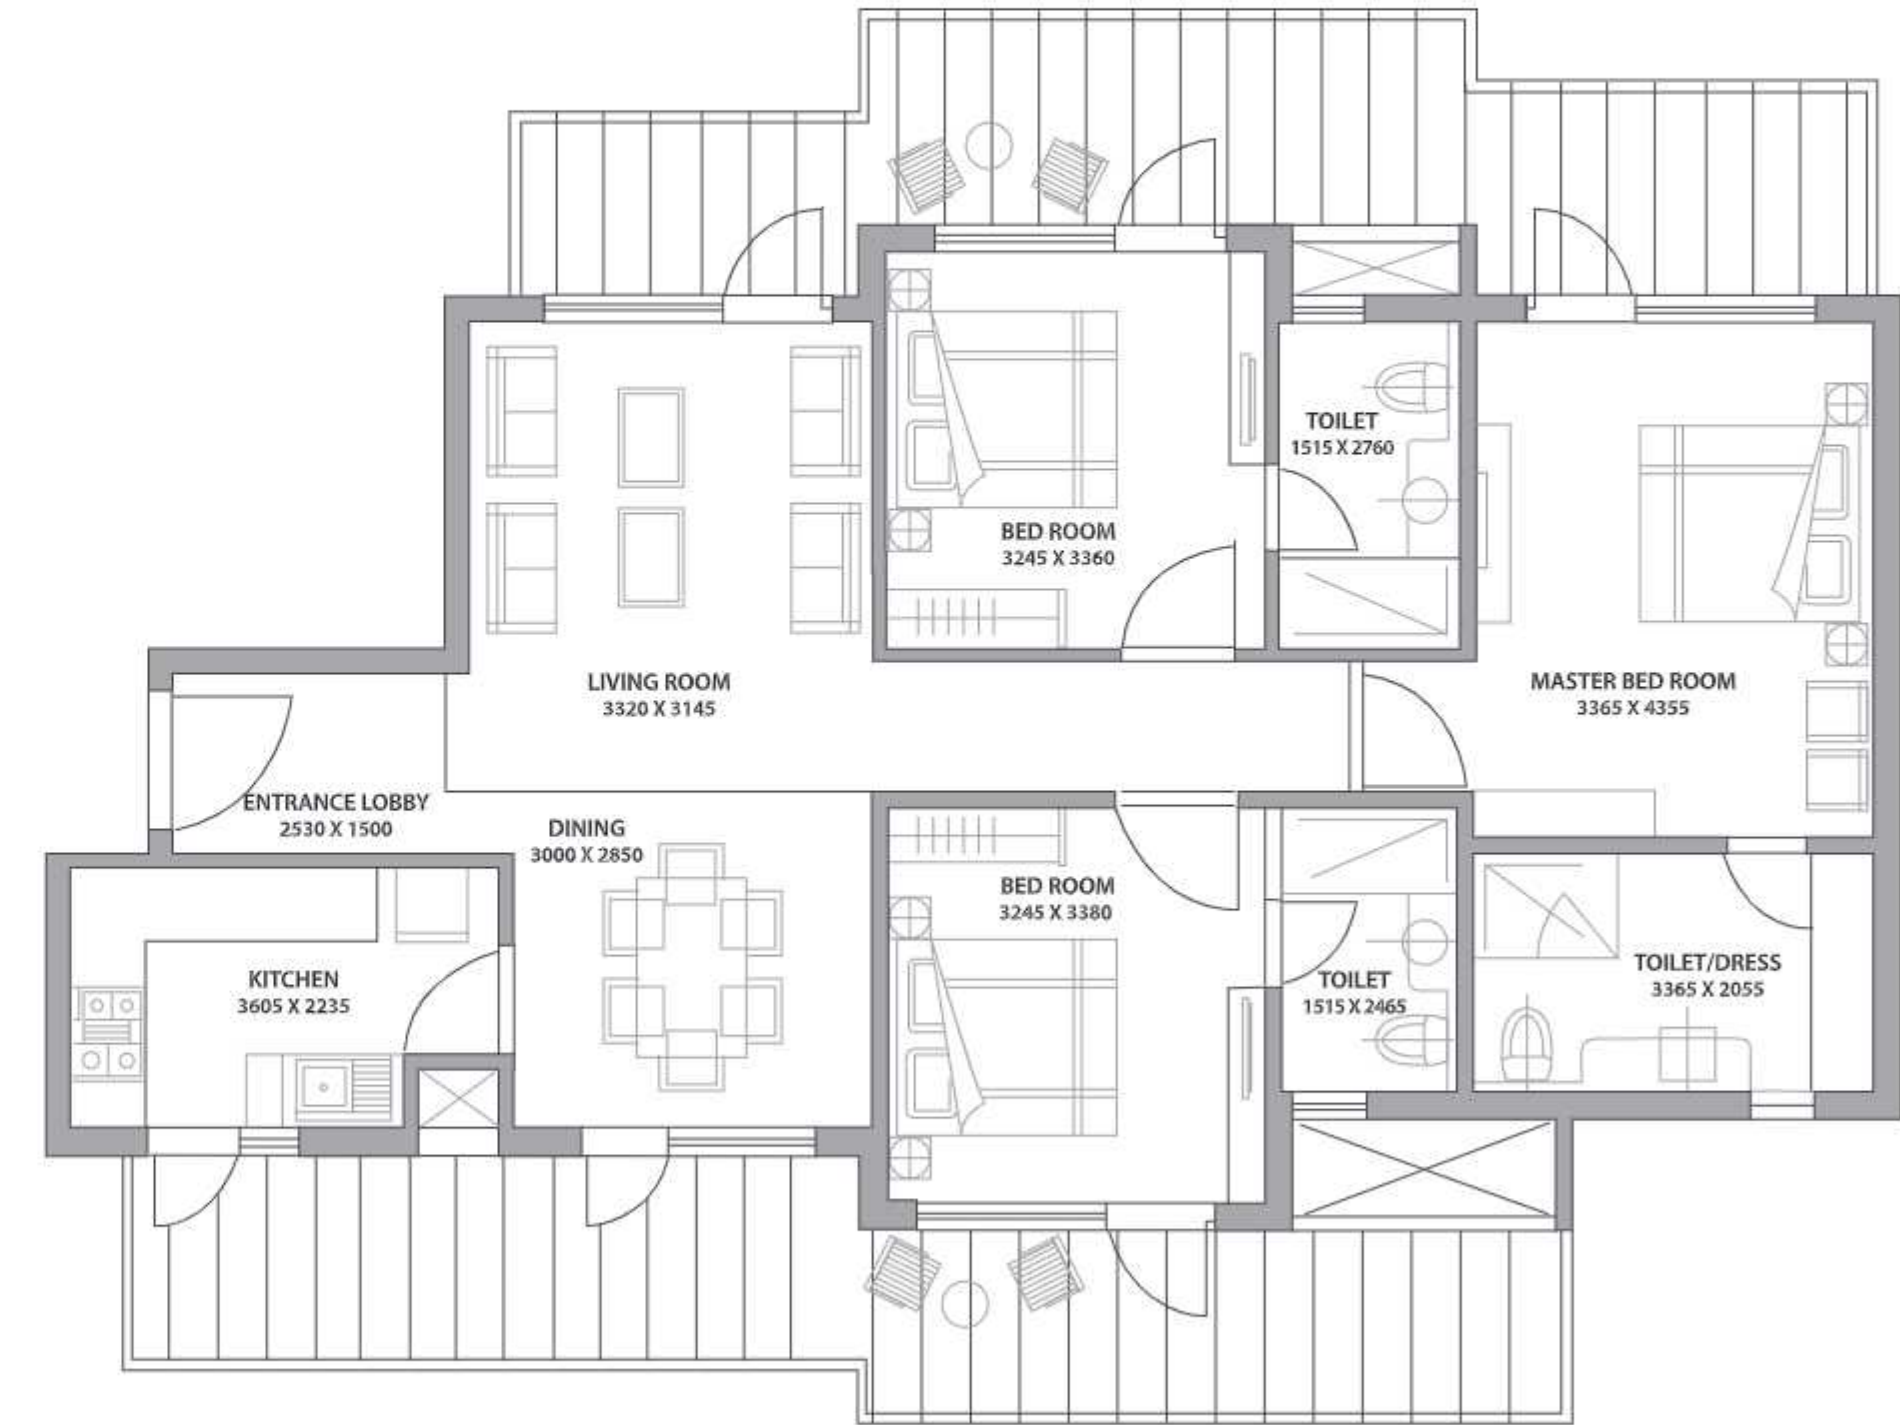 TOILET
1515 X 2760
BED ROOM
3245 X 3360
LIVING ROOM
3320 X 3145
MASTER BED ROOM
3365 X 4355
ENTRANCE LOBBY
2530 X 1500
DINING
3000 X 2850
BED ROOM
3245 X 3380
KITCHEN
3605 X 2235
TOILET
1515 X 2465
TOILET/DRESS
3365 X 2055